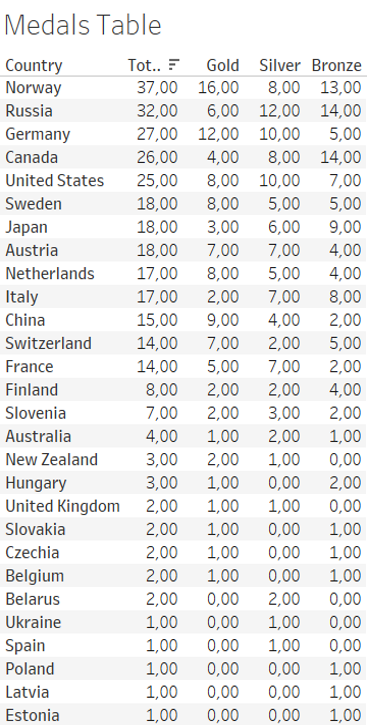 Medals Table
Country Tot.. Gold Silver Bronze
Norway 37,00 16,00 8,00 13,00
Russia 32,00 6,00 12,00 14,00
Germany 27,00 12,00 10,00 5,00
Canada 26,00 4,00 8,00 14,00
United States 25,00 8,00 10,00 7,00
Sweden 18,00 8,00 5,00 5,00
Japan 18,00 3,00 6,00 9,00
Austria 18,00 7,00 7,00 4,00
Netherlands 17,00 8,00 5,00 4,00
Italy 17,00 2,00 7,00 8,00
China 15,00 9,00 4,00 2,00
Switzerland 14,00 7,00 2,00 5,00
France 14,00 5,00 7,00 2,00
Finland 8,00 2,00 2,00 4,00
Slovenia 7,00 2,00 3,00 2,00
Australia 4,00 1,00 2,00 1,00
New Zealand 3,00 2,00 1,00 0,00
Hungary 3,00 1,00 0,00 2,00
United Kingdom 2,00 1,00 1,00 0,00
Slovakia 2,00 1,00 0,00 1,00
Czechia 2,00 1,00 0,00 1,00
Belgium 2,00 1,00 0,00 1,00
Belarus 2,00 0,00 2,00 0,00
Ukraine 1,00 0,00 1,00 0,00
Spain 1,00 0,00 1,00 0,00
Poland 1,00 0,00 0,00 1,00
Latvia 1,00 0,00 0,00 1,00
Estonia 1,00 0,00 0,00 1,00